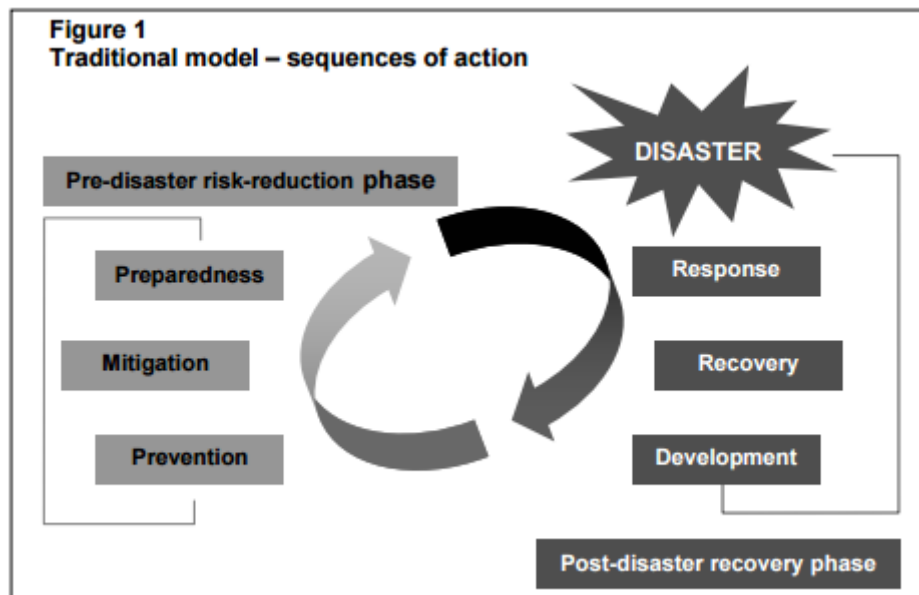 Figure 1
Traditional model – sequences of action
DISASTER
Pre-disaster risk-reduction phase
Preparedness
Response
Mitigation
Recovery
Prevention
Development
Post-disaster recovery phase